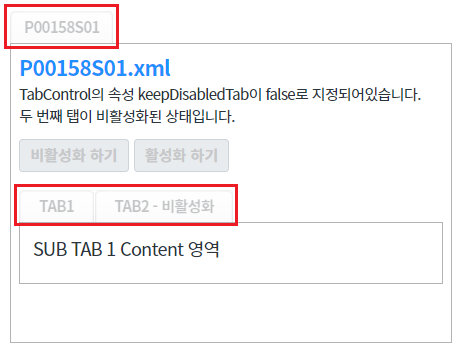 P00158S01
P00158S01.xml
TabControl의 속성 keepDisabledTab이 false로 지정되어있습니다.
두 번째 탭이 비활성화된 상태입니다.
비활성화 하기 활성화 하기
TAB1 TAB2 - 비활성화
SUB TAB 1 Content 영역